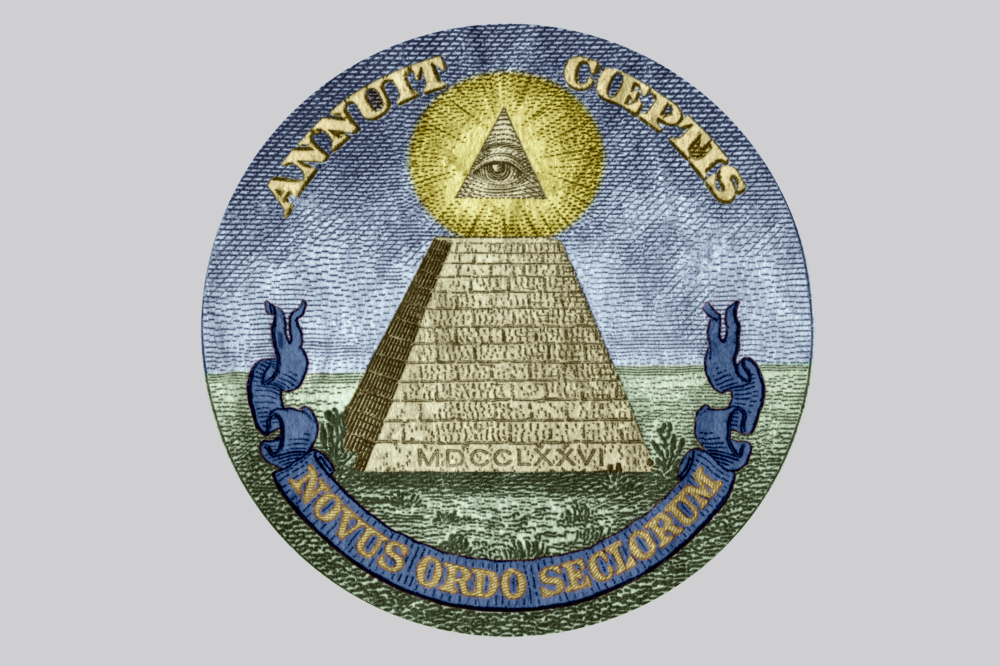 ANNUIT CŒPTIS
MDCCLXXVI
NOVUS ORDO SECLORUM